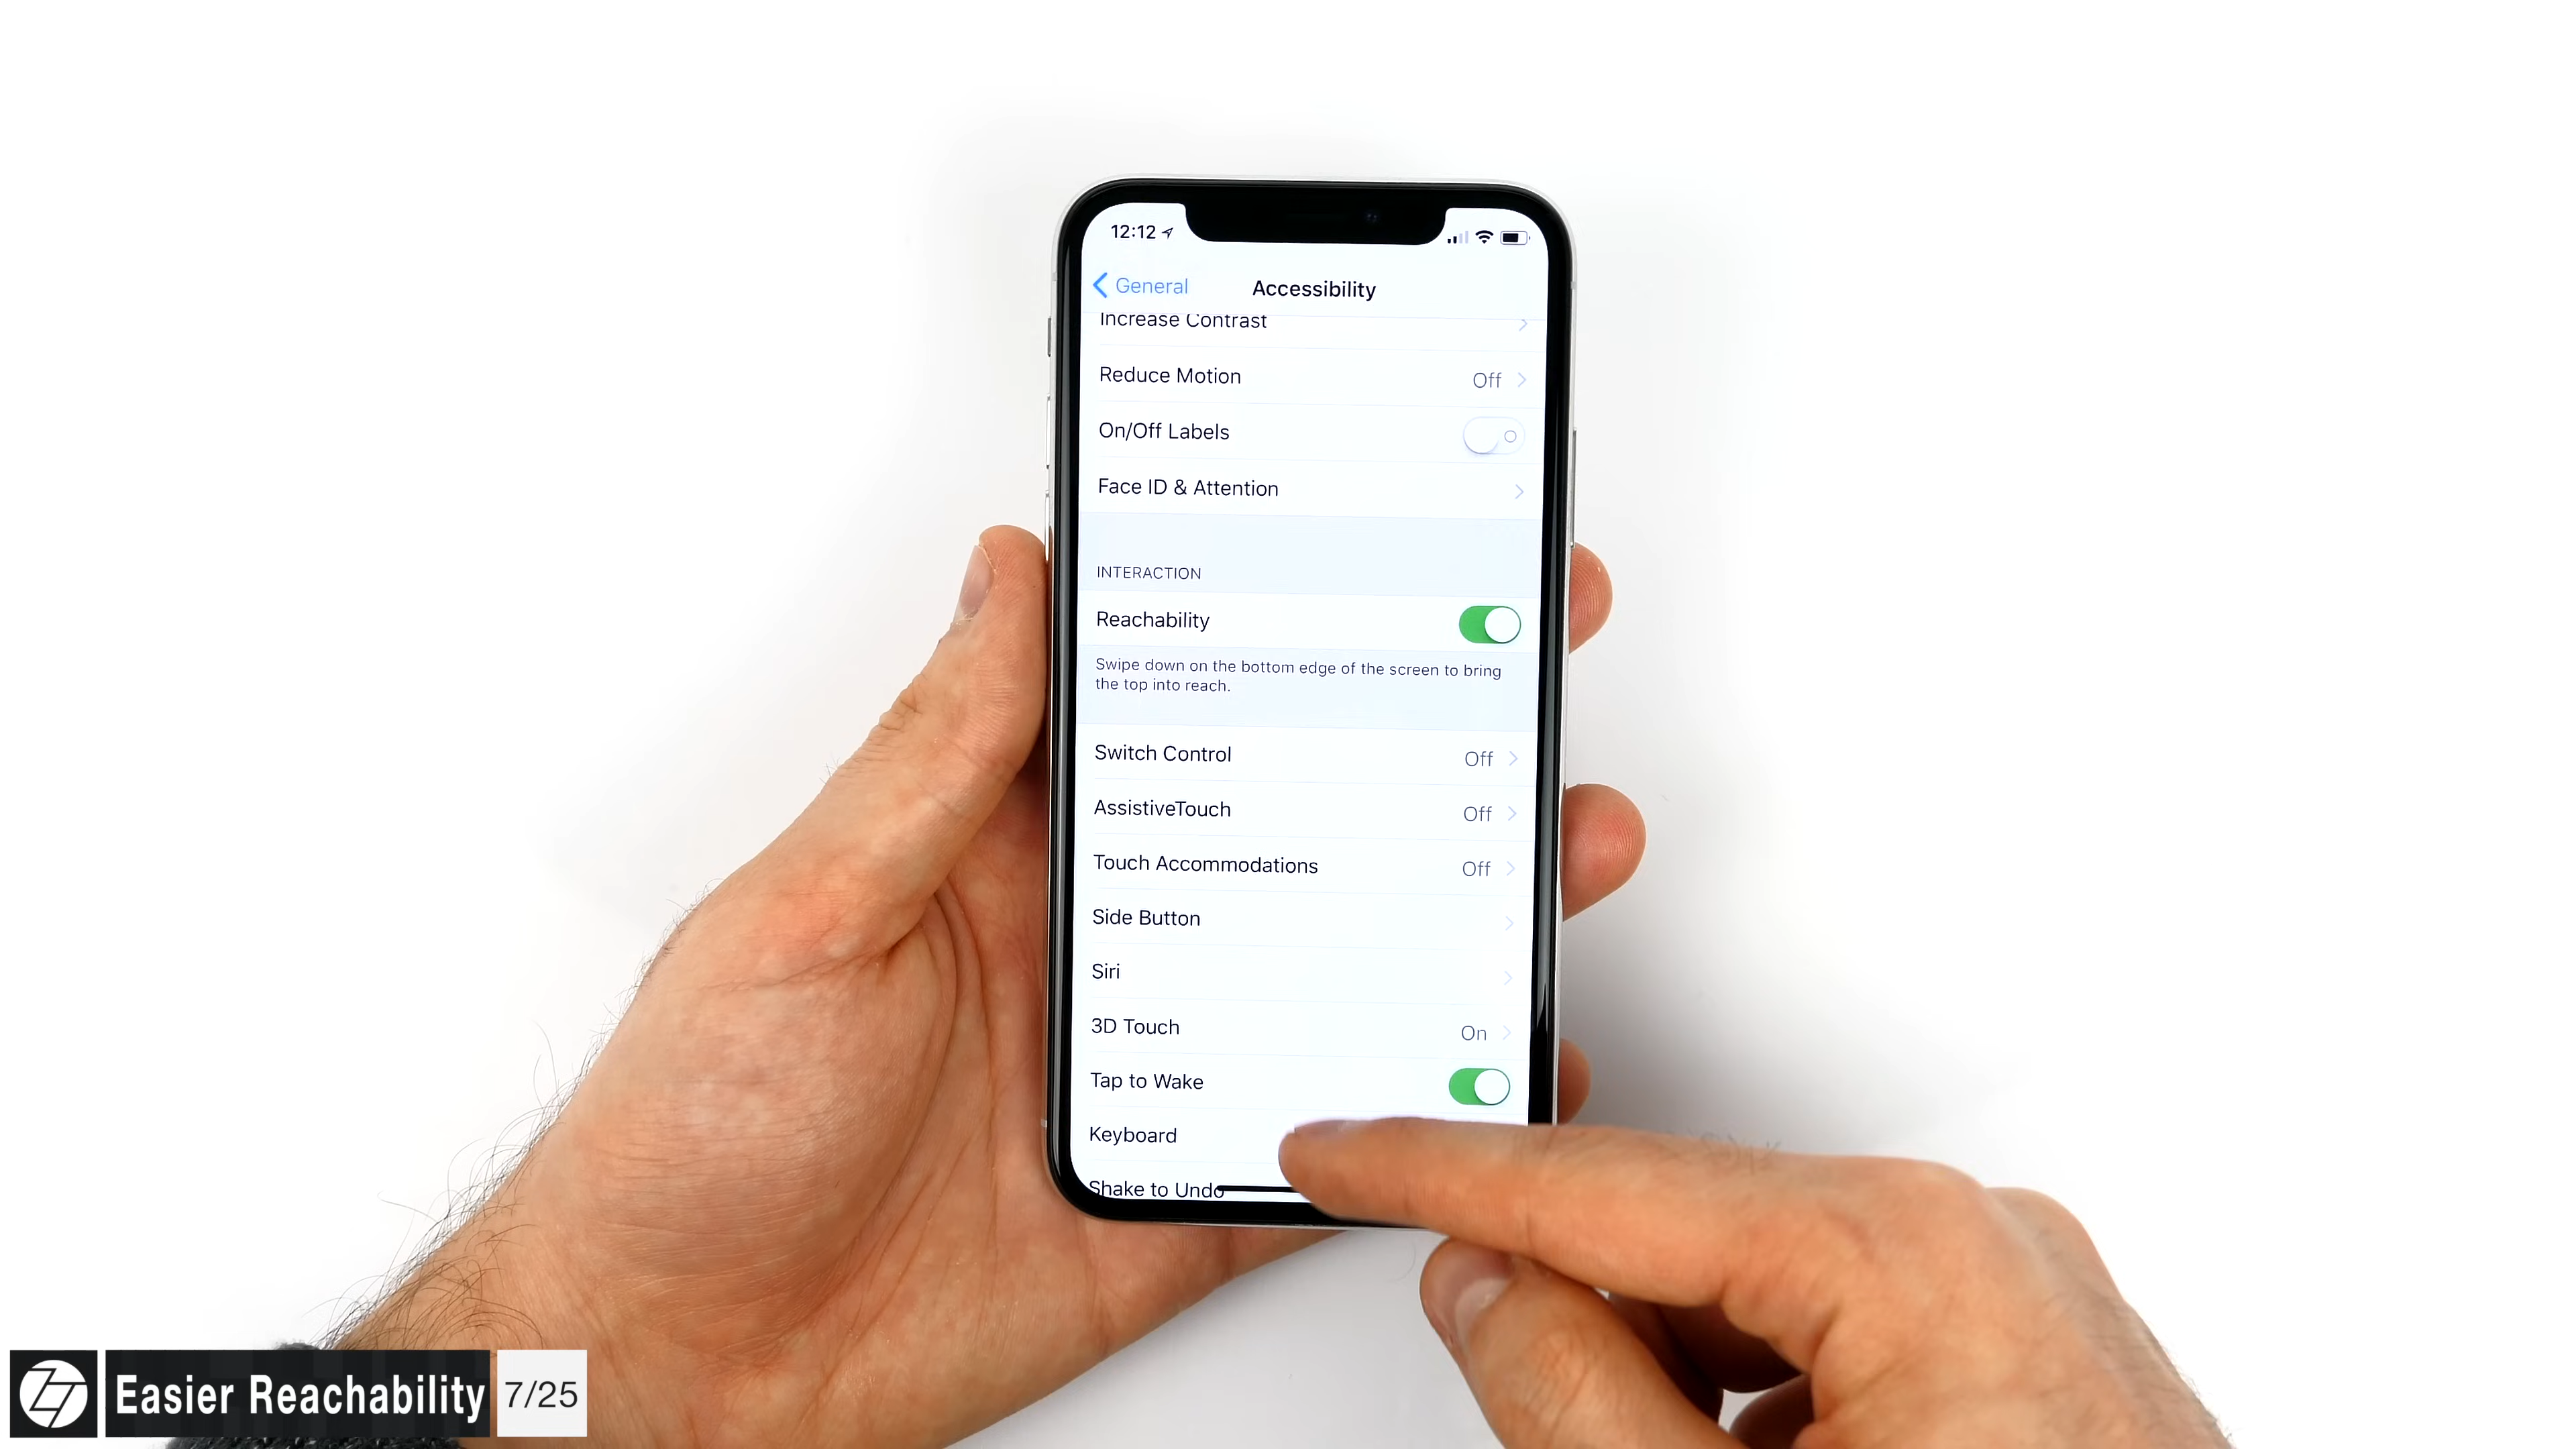 12:12
General
Accessibility
Increase Contrast
Reduce Motion
Off
On/Off Labels
Face ID & Attention
INTERACTION
Reachability
Swipe down on the bottom edge of the screen to bring
the top into reach.
Switch Control
Off
AssistiveTouch
Off
Touch Accommodations
Off
Side Button
Siri
3D Touch
On
Tap to Wake
Keyboard
Shake to Undo
Easier Reachability
7/25